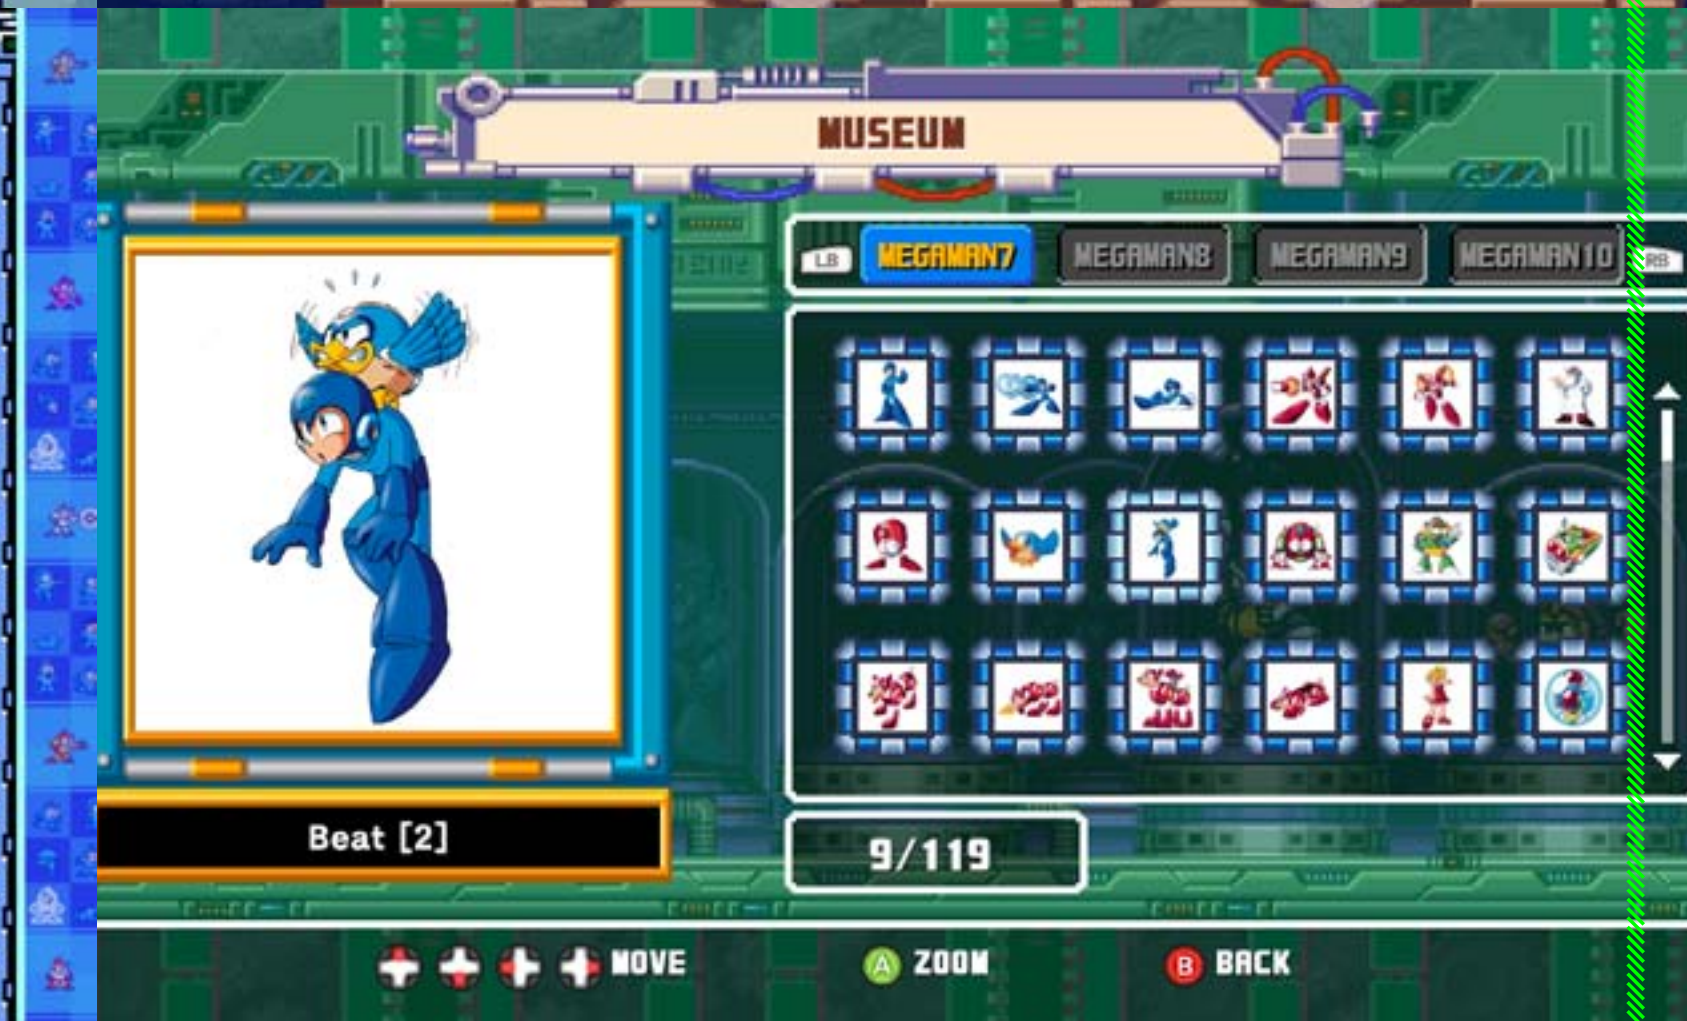 MUSEUM
LB MEGAMAN7 MEGAMAN8 MEGAMAN9 MEGAMAN10 RB
Beat [2]
9/119
MOVE A ZOOM B BACK